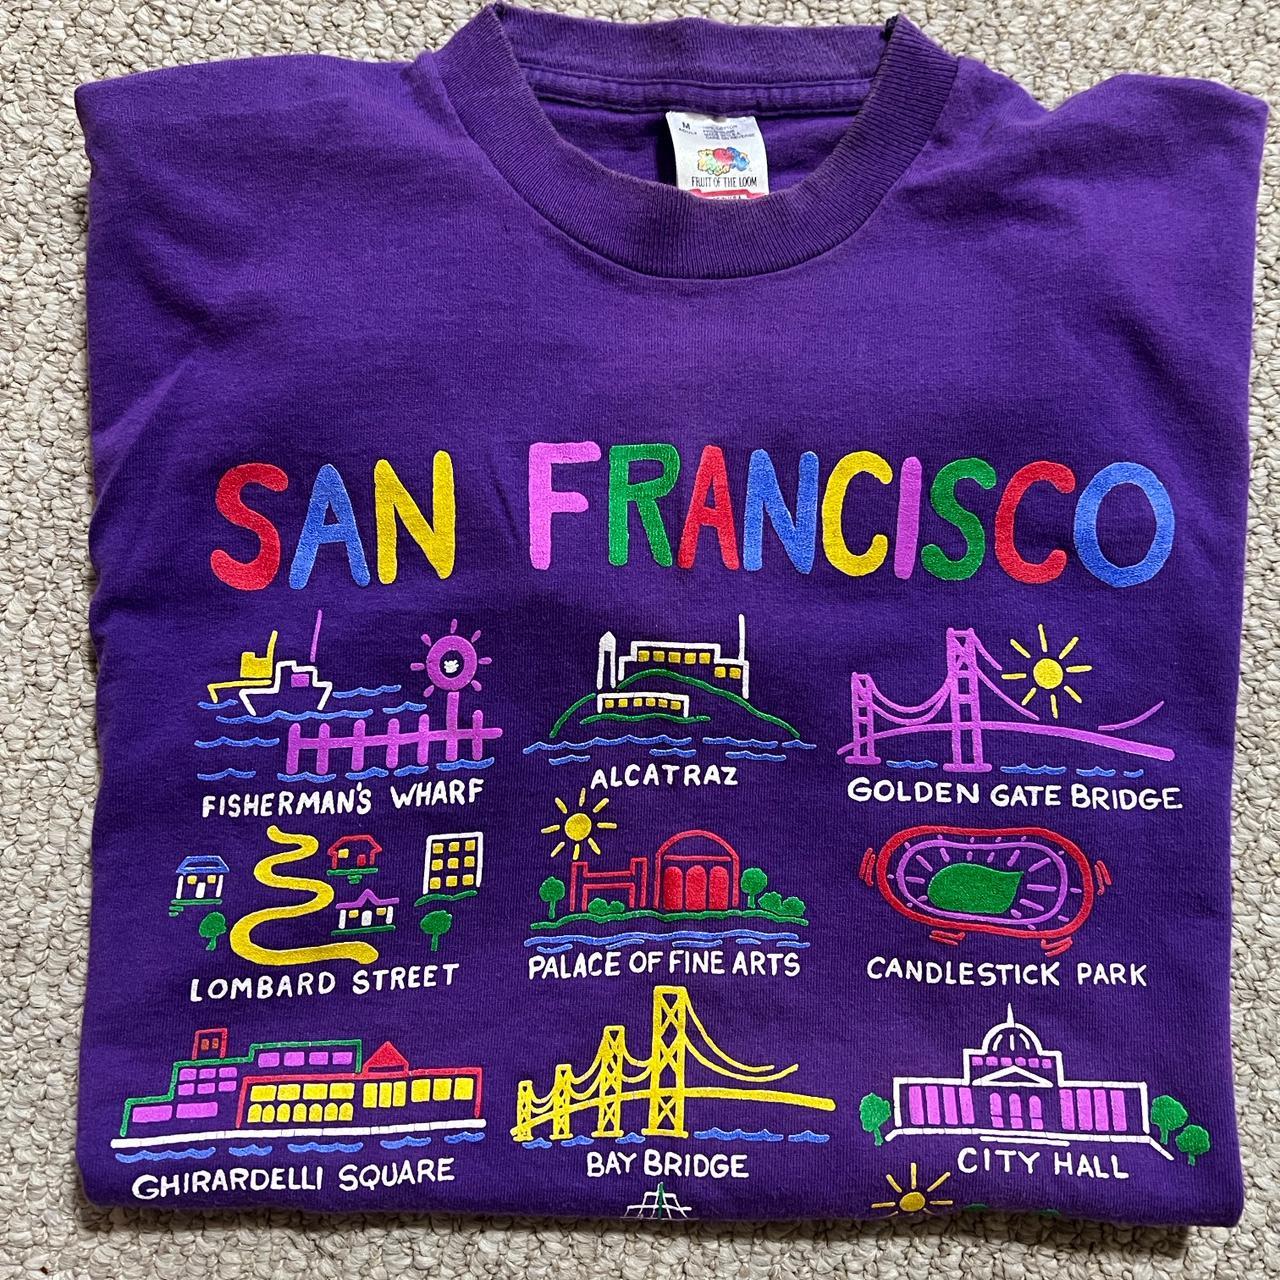 M
FRUIT OF THE LOOM
SAN FRANCISCO
FISHERMAN'S WHARF
ALCATRAZ
GOLDEN GATE BRIDGE
LOMBARD STREET
PALACE OF FINE ARTS
CANDLESTICK PARK
GHIRARDELLI SQUARE
BAY BRIDGE
CITY HALL